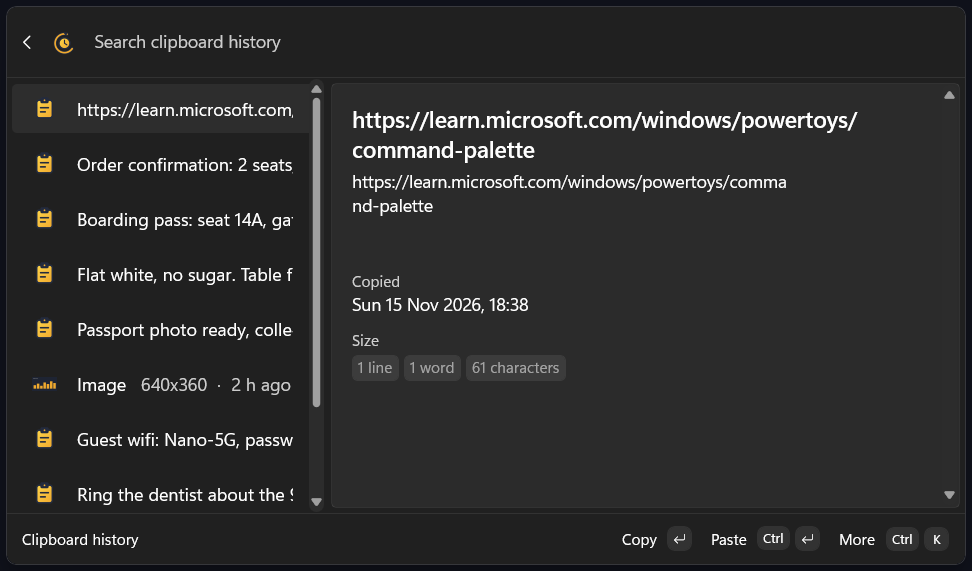 Search clipboard history
https://learn.microsoft.com/
Order confirmation: 2 seats,
Boarding pass: seat 14A, ga
Flat white, no sugar. Table f
Passport photo ready, colle
Image 640x360 · 2 h ago
Guest wifi: Nano-5G, passw
Ring the dentist about the
https://learn.microsoft.com/windows/powertoys/
command-palette
https://learn.microsoft.com/windows/powertoys/comma
nd-palette
Copied
Sun 15 Nov 2026, 18:38
Size
1 line 1 word 61 characters
Clipboard history
Copy Paste Ctrl More Ctrl K